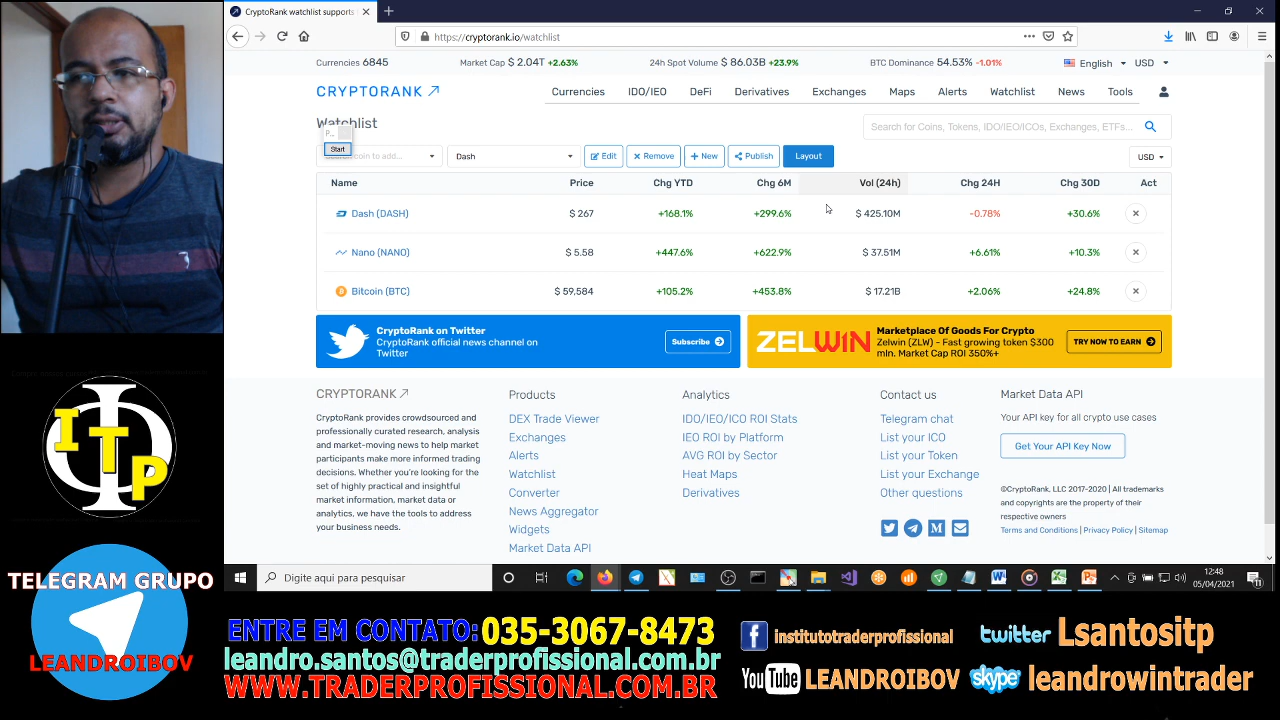 CryptoRank watchlist supports
https://cryptorank.io/watchlist
Currencies 6845
Market Cap $ 2.04T +2.63%
24h Spot Volume $ 86.03B +23.9%
BTC Dominance 54.53% -1.01%
English
USD
CRYPTORANK
Currencies
IDO/IEO
DeFi
Derivatives
Exchanges
Maps
Alerts
Watchlist
News
Tools
Watchlist
P...
Start
Search for Coins, Tokens, IDO/IEO/ICOs, Exchanges, ETFs...
coin to add...
Dash
Edit
Remove
New
Publish
Layout
USD
Name Price Chg YTD Chg 6M Vol (24h) Chg 24H Chg 30D Act
Dash (DASH) $ 267 +168.1% +299.6% $ 425.10M -0.78% +30.6%
Nano (NANO) $ 5.58 +447.6% +622.9% $ 37.51M +6.61% +10.3%
Bitcoin (BTC) $ 59,584 +105.2% +453.8% $ 17.21B +2.06% +24.8%
CryptoRank on Twitter
CryptoRank official news channel on
Twitter
Subscribe
ZELWIN
Marketplace Of Goods For Crypto
Zelwin (ZLW) - Fast growing token $300
mln. Market Cap ROI 350%+
TRY NOW TO EARN
CRYPTORANK
CryptoRank provides crowdsourced and
professionally curated research, analysis
and market-moving news to help market
participants make more informed trading
decisions. Whether you're looking for the
set of highly practical and insightful
market information, market data or
analytics, we have the tools to address
your business needs.
Products
DEX Trade Viewer
Exchanges
Alerts
Watchlist
Converter
News Aggregator
Widgets
Market Data API
Analytics
IDO/IEO/ICO ROI Stats
IEO ROI by Platform
AVG ROI by Sector
Heat Maps
Derivatives
Contact us
Telegram chat
List your ICO
List your Token
List your Exchange
Other questions
Market Data API
Your API key for all crypto use cases
Get Your API Key Now
©CryptoRank, LLC 2017-2020 | All trademarks
and copyrights are the property of their
respective owners
Terms and Conditions | Privacy Policy | Sitemap
Digite aqui para pesquisar
12:48
05/04/2021
ITP
TELEGRAM GRUPO
LEANDROIBOV
ENTRE EM CONTATO: 035-3067-8473
leandro.santos@traderprofissional.com.br
WWW.TRADERPROFISSIONAL.COM.BR
institutotraderprofissional
twitter Lsantositp
YouTube LEANDROIBOV
skype leandrowintrader